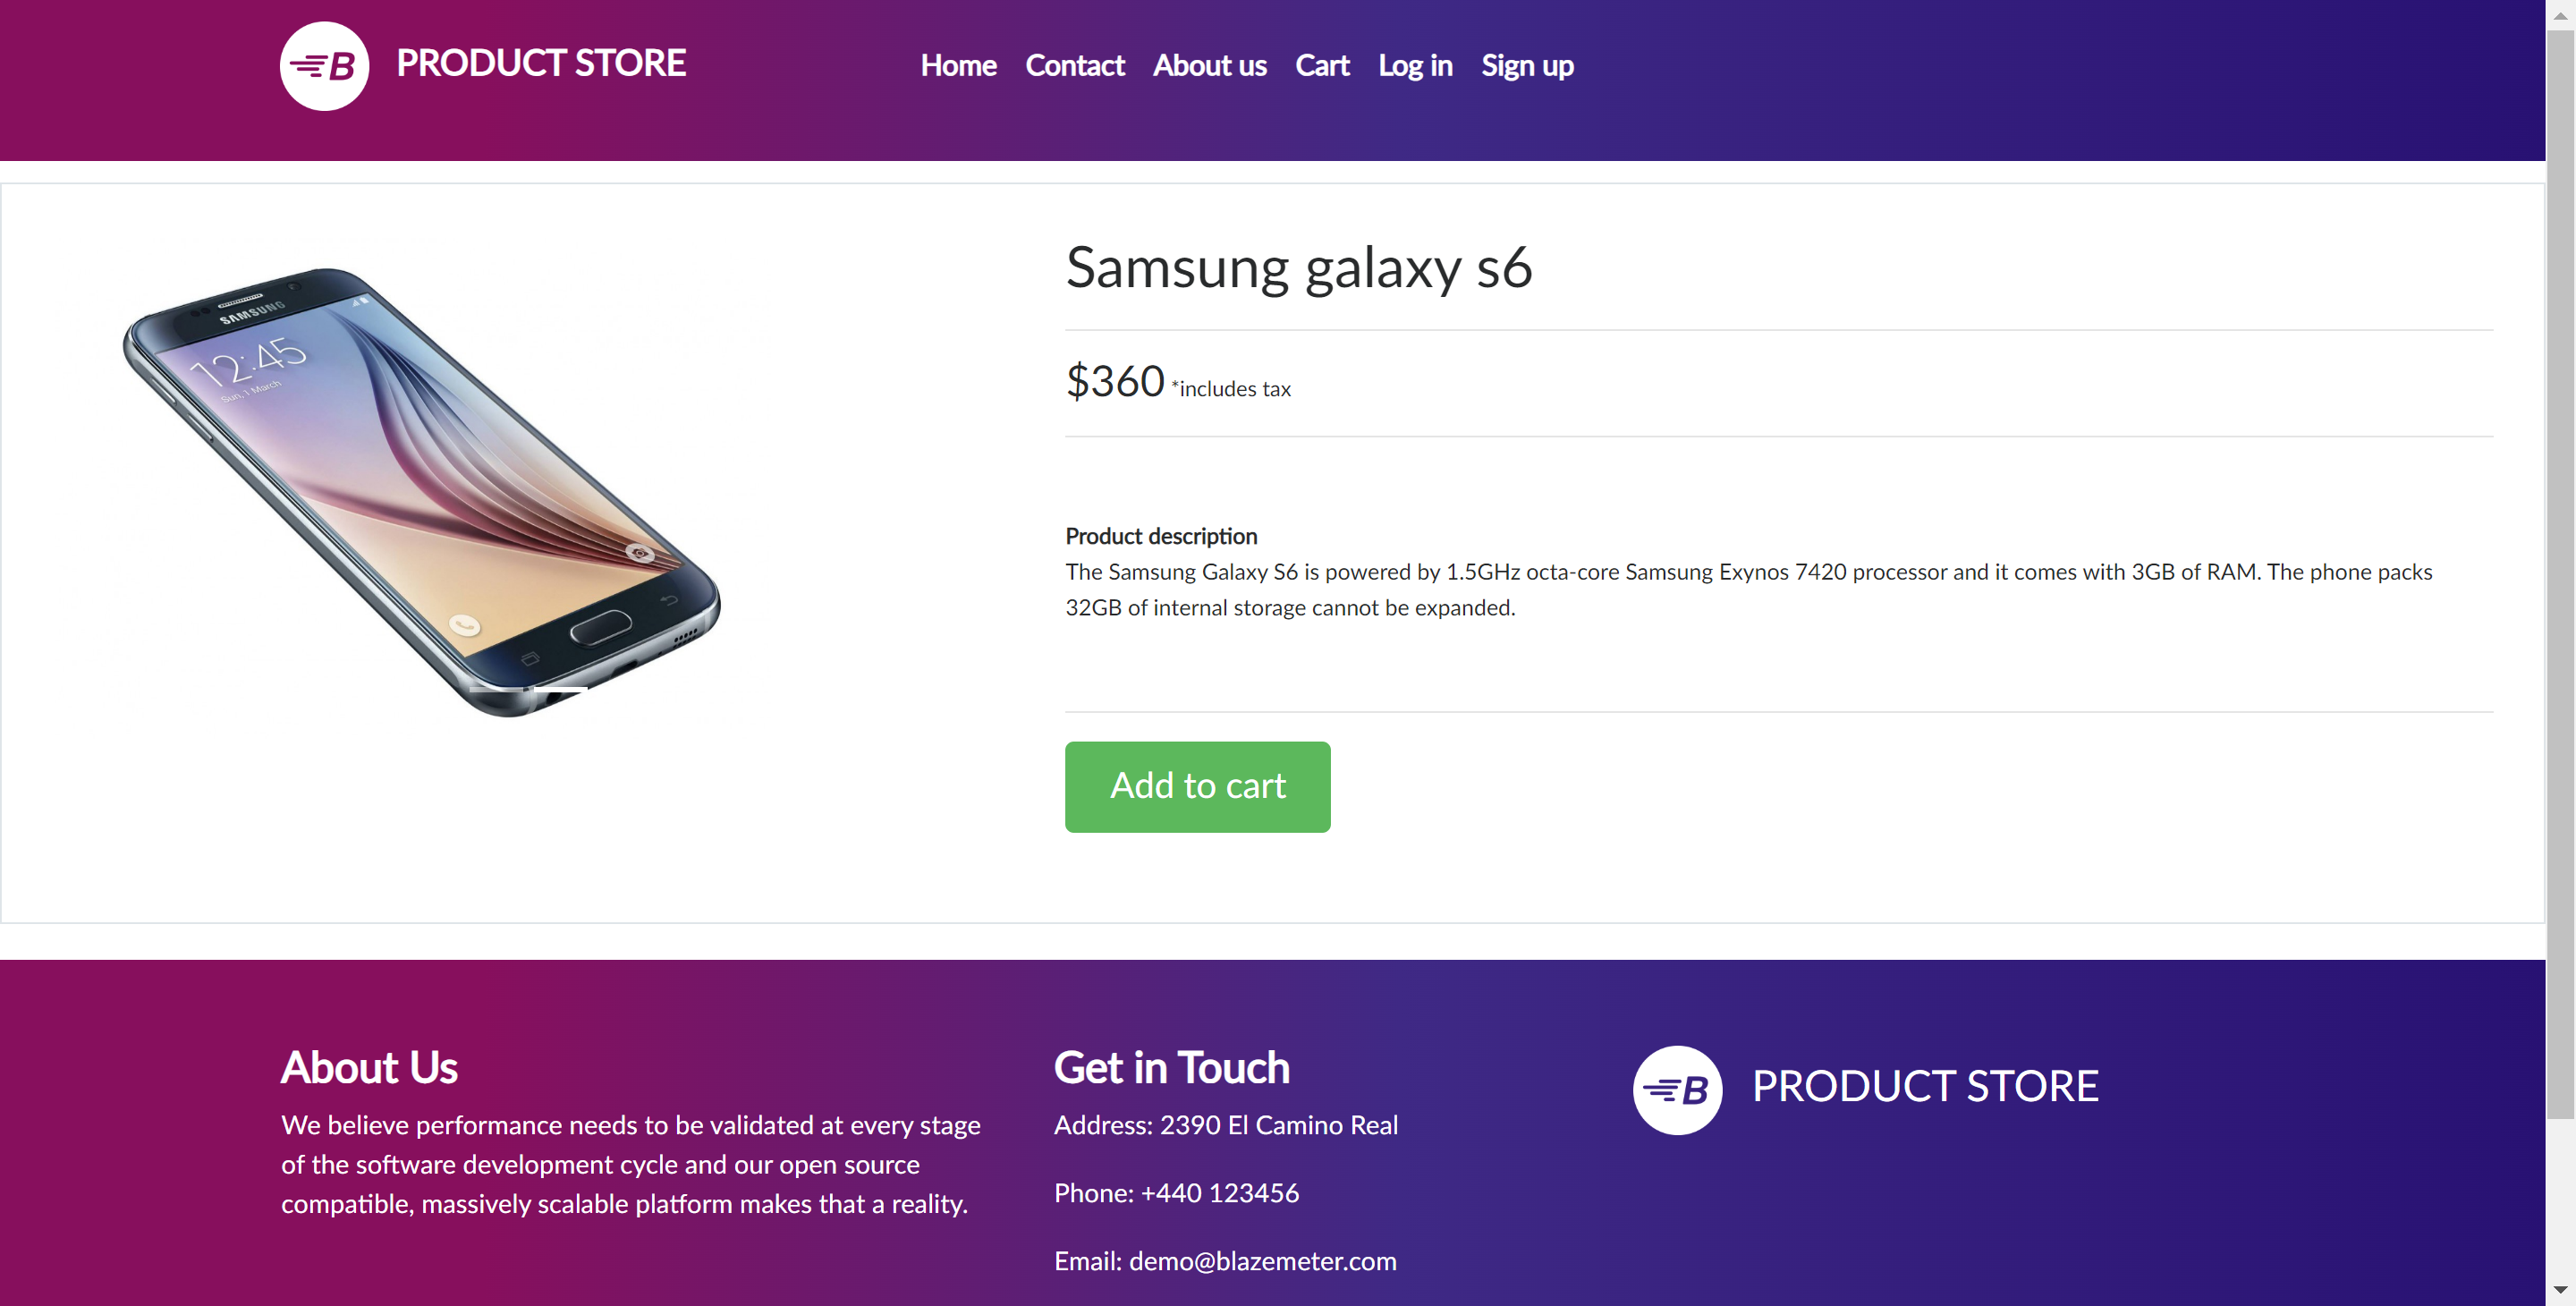 B PRODUCT STORE
Home Contact About us Cart Log in Sign up
SAMSUNG
12:45
Sun, 1 March
Samsung galaxy s6
$360 *includes tax
Product description
The Samsung Galaxy S6 is powered by 1.5GHz octa-core Samsung Exynos 7420 processor and it comes with 3GB of RAM. The phone packs
32GB of internal storage cannot be expanded.
Add to cart
About Us
We believe performance needs to be validated at every stage
of the software development cycle and our open source
compatible, massively scalable platform makes that a reality.
Get in Touch
Address: 2390 El Camino Real
Phone: +440 123456
Email: demo@blazemeter.com
B PRODUCT STORE